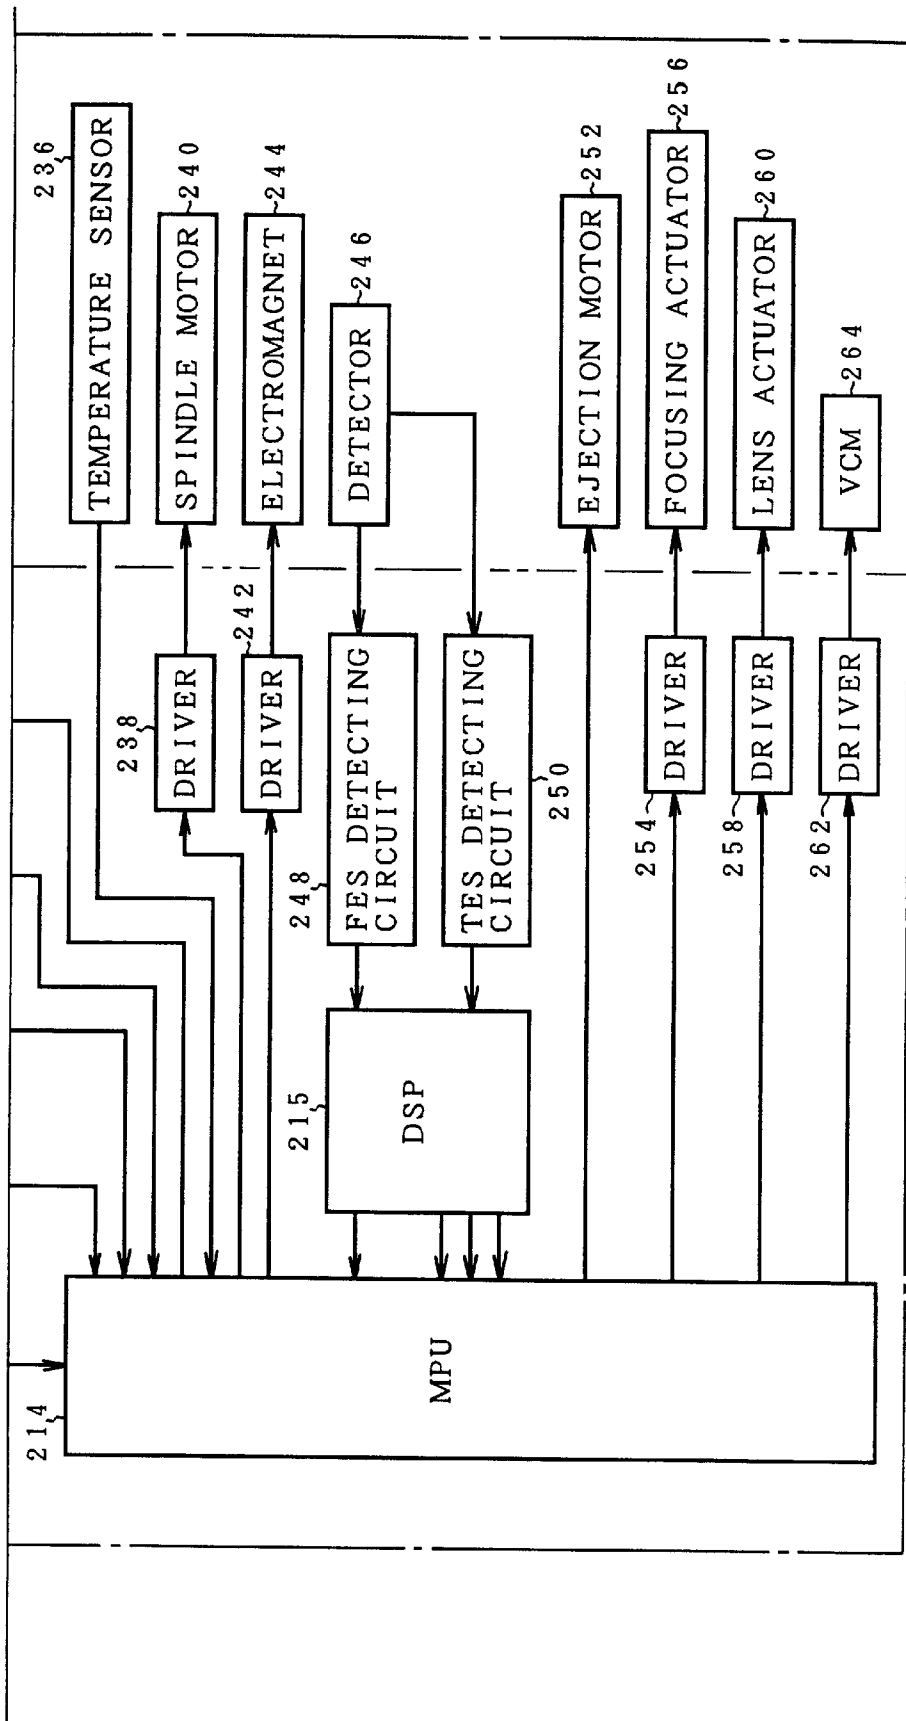 214
MPU
215
DSP
236
TEMPERATURE SENSOR
238
DRIVER
SPINDLE MOTOR
240
242
DRIVER
ELECTROMAGNET
244
248
FES DETECTING
CIRCUIT
DETECTOR
246
TES DETECTING
CIRCUIT
250
EJECTION MOTOR
252
254
DRIVER
FOCUSING ACTUATOR
256
258
DRIVER
LENS ACTUATOR
260
262
DRIVER
VCM
264